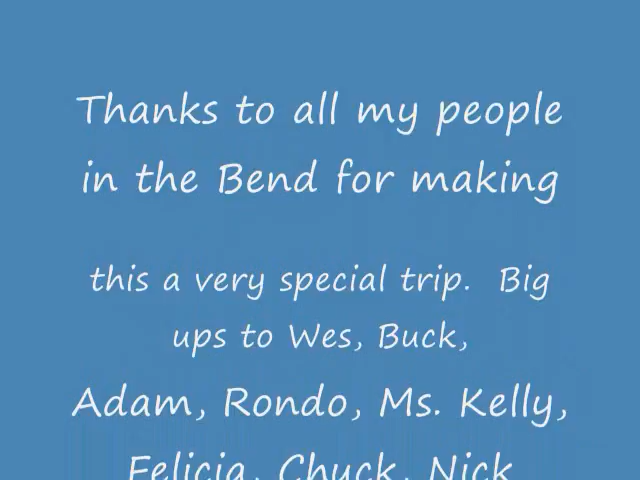 Thanks to all my people
in the Bend for making
this a very special trip. Big
ups to Wes, Buck,
Adam, Rondo, Ms. Kelly,
Felicia, Chuck, Nick